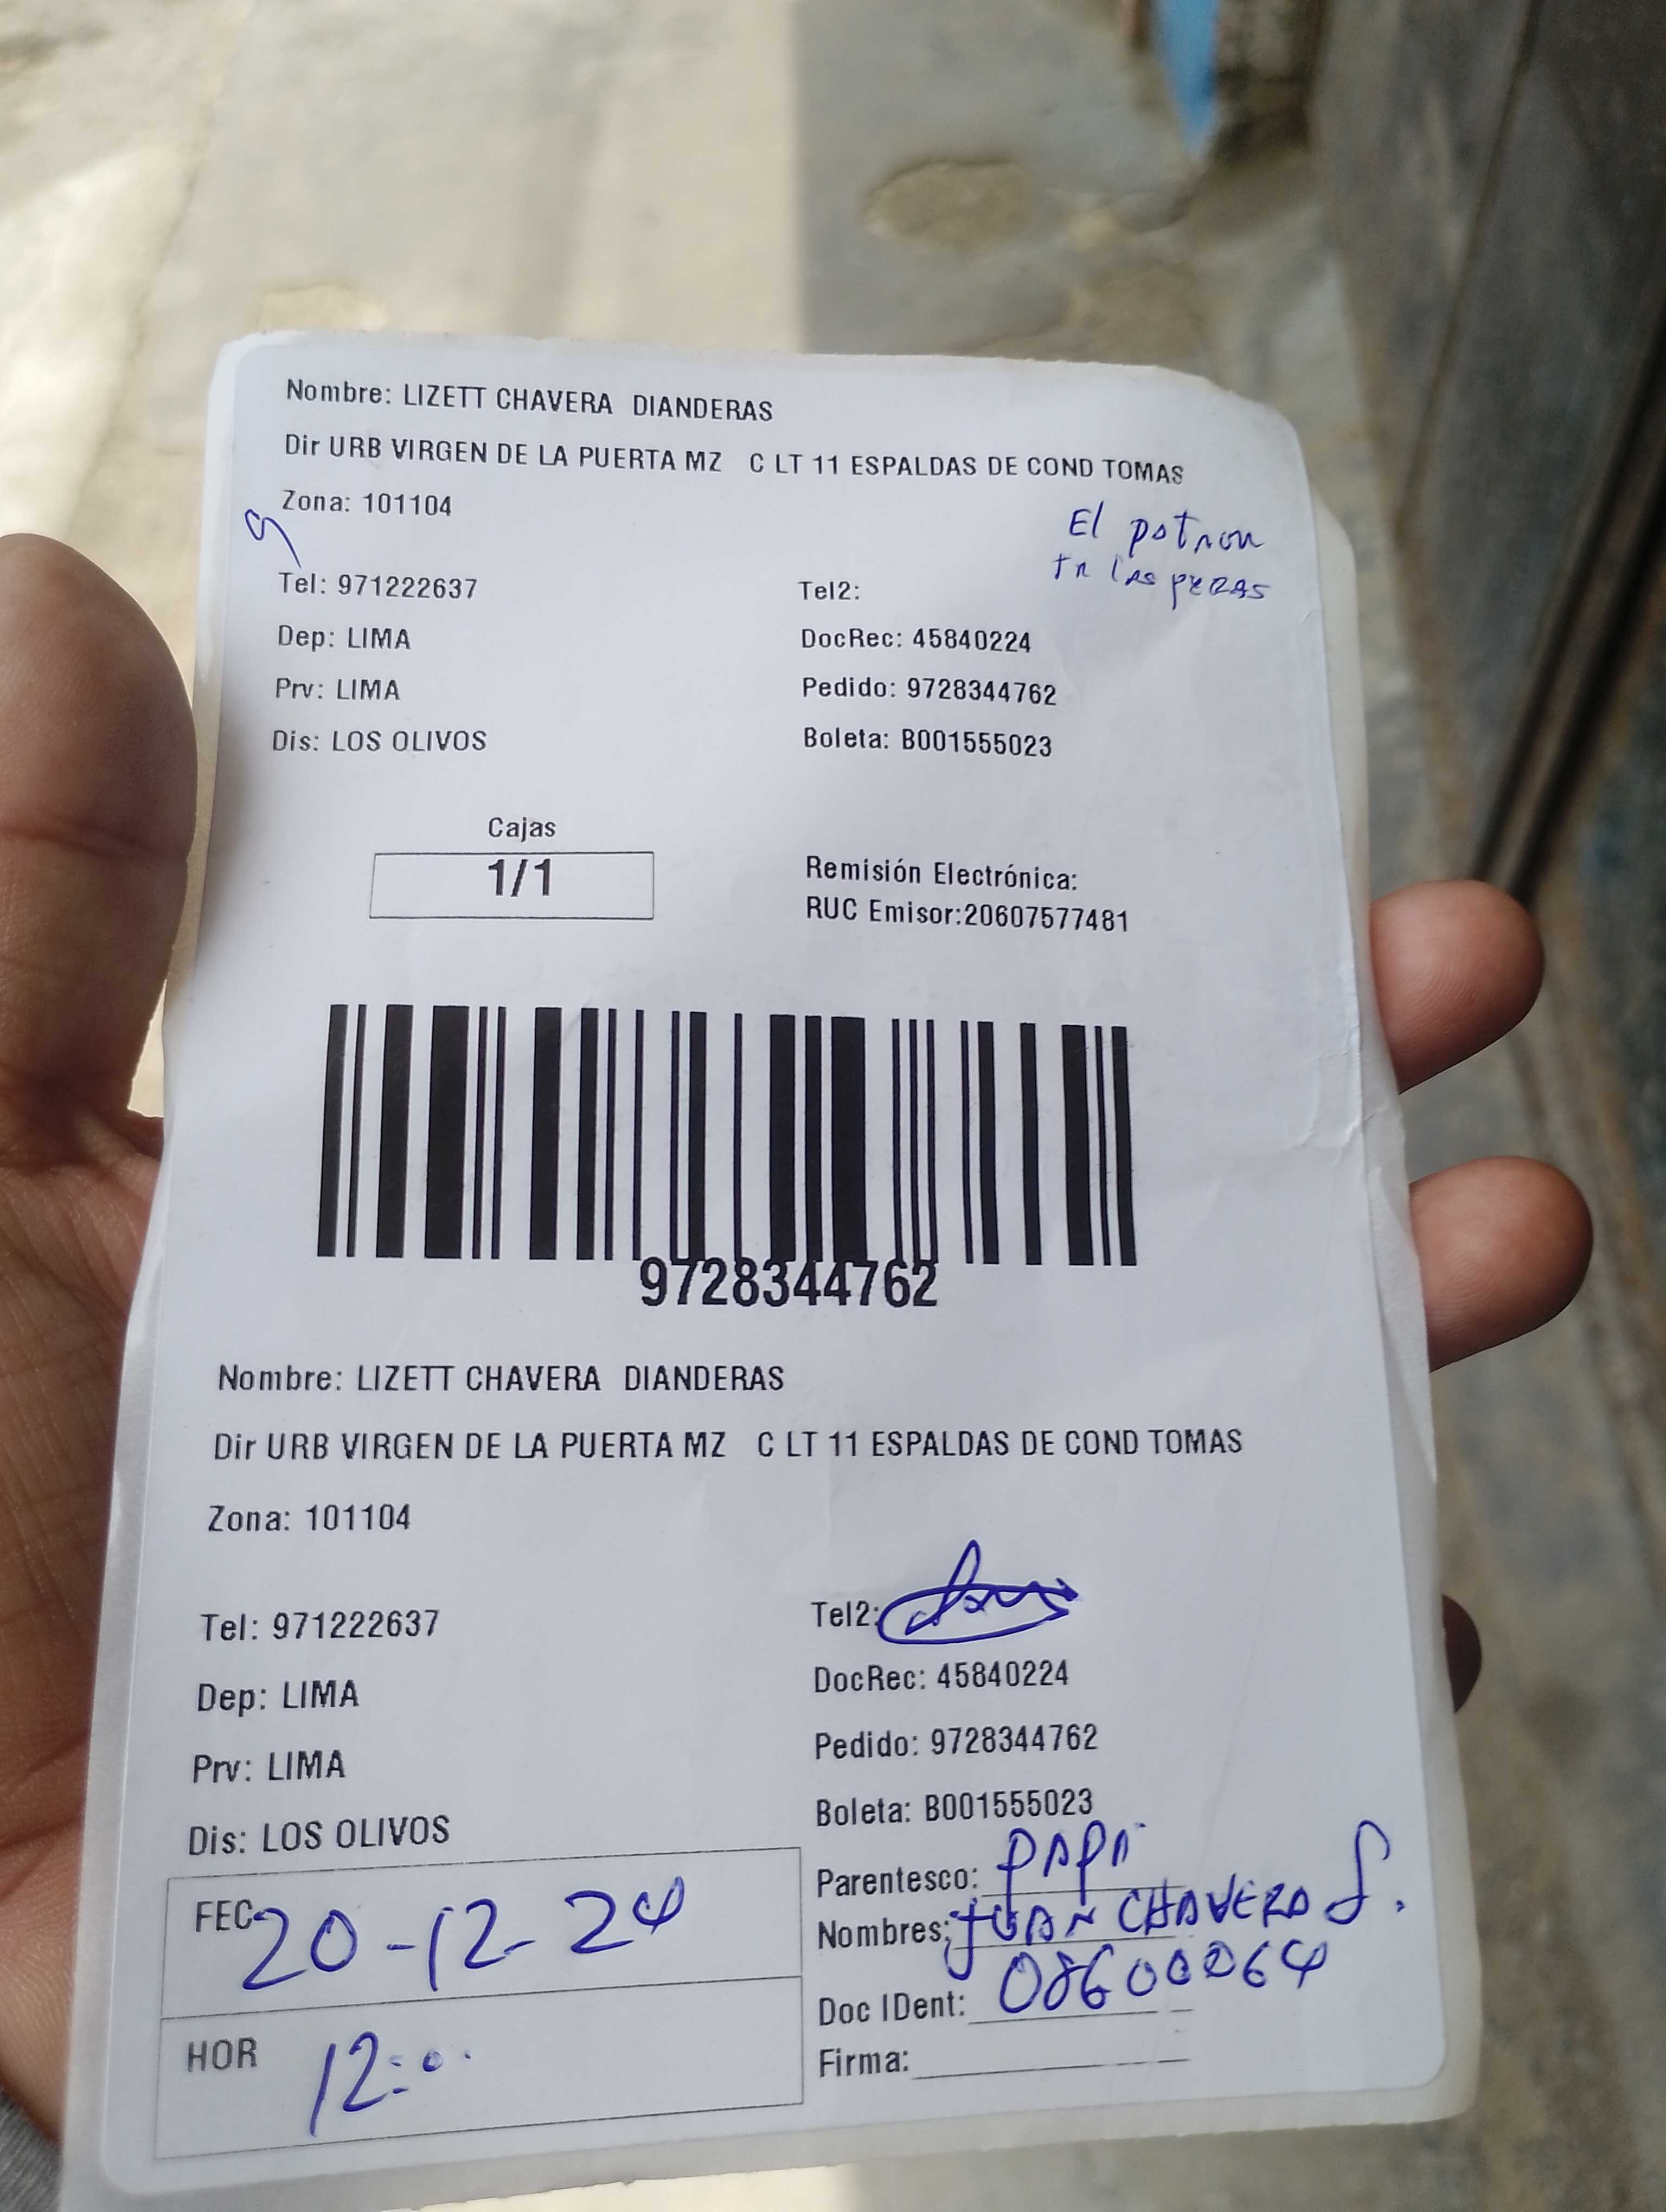 Nombre: LIZETT CHAVERA DIANDERAS
Dir URB VIRGEN DE LA PUERTA MZ C LT 11 ESPALDAS DE COND TOMAS
Zona: 101104
El
Tel: 971222637 Tel2:
Dep: LIMA DocRec: 45840224
Prv: LIMA Pedido: 9728344762
Dis: LOS OLIVOS Boleta: B001555023
Cajas
1/1
Remisión Electrónica:
RUC Emisor:20607577481
9728344762
Nombre: LIZETT CHAVERA DIANDERAS
Dir URB VIRGEN DE LA PUERTA MZ C LT 11 ESPALDAS DE COND TOMAS
Zona: 101104
Tel: 971222637 Tel2:
Dep: LIMA DocRec: 45840224
Prv: LIMA Pedido: 9728344762
Dis: LOS OLIVOS Boleta: B001555023
FEC 20-12-24
HOR 12:00
Parentesco: PAPA
Nombres: JUAN CHAVERA S.
Doc IDent: 08600064
Firma: